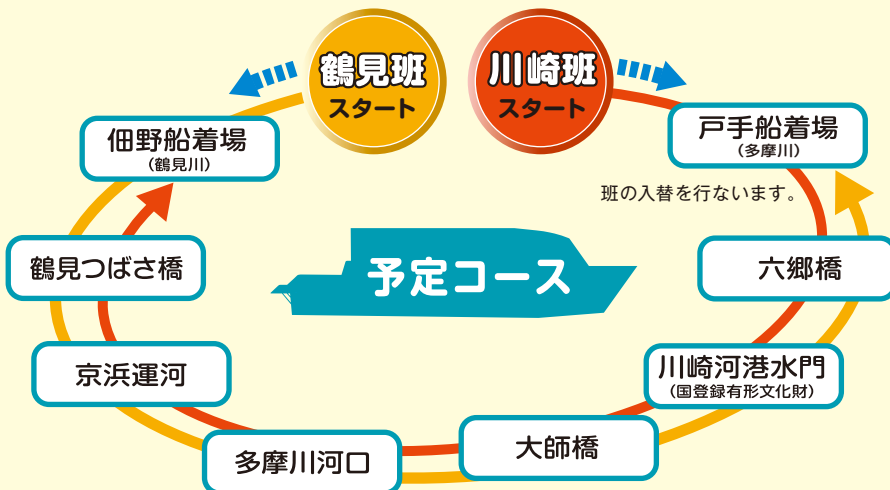 鶴見班
スタート
川崎班
スタート
佃野船着場
(鶴見川)
戸手船着場
(多摩川)
班の入替を行ないます。
鶴見つばさ橋
予定コース
六郷橋
京浜運河
川崎河港水門
(国登録有形文化財)
多摩川河口
大師橋